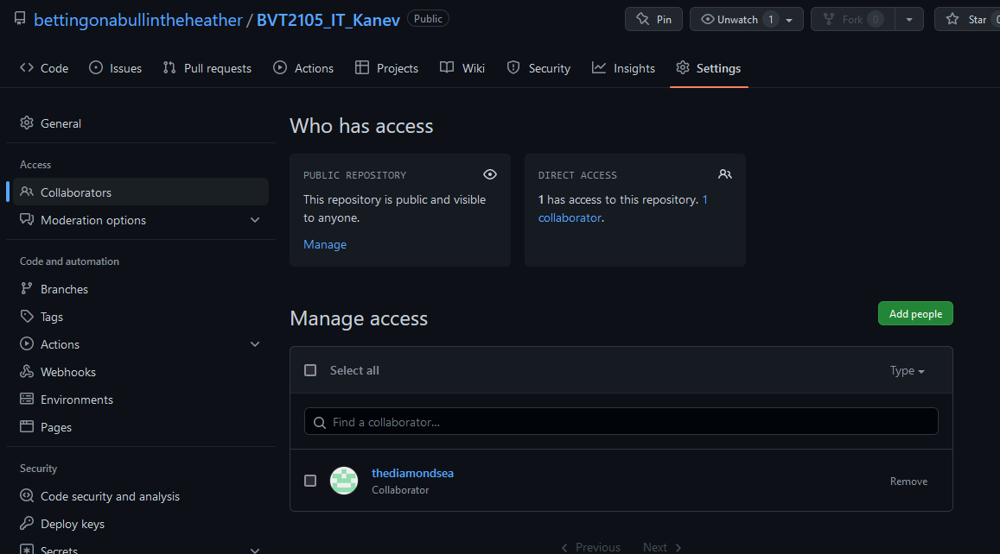 bettingonabullintheheather / BVT2105_IT_Kanev Public
Pin Unwatch 1 Fork 0 Star
Code Issues Pull requests Actions Projects Wiki Security Insights Settings
General
Access
Collaborators
Moderation options
Code and automation
Branches
Tags
Actions
Webhooks
Environments
Pages
Security
Code security and analysis
Deploy keys
Secrets
Who has access
PUBLIC REPOSITORY
This repository is public and visible
to anyone.
Manage
DIRECT ACCESS
1 has access to this repository. 1
collaborator.
Manage access
Add people
Select all
Type
Find a collaborator...
thediamondsea
Collaborator
Remove
Previous Next